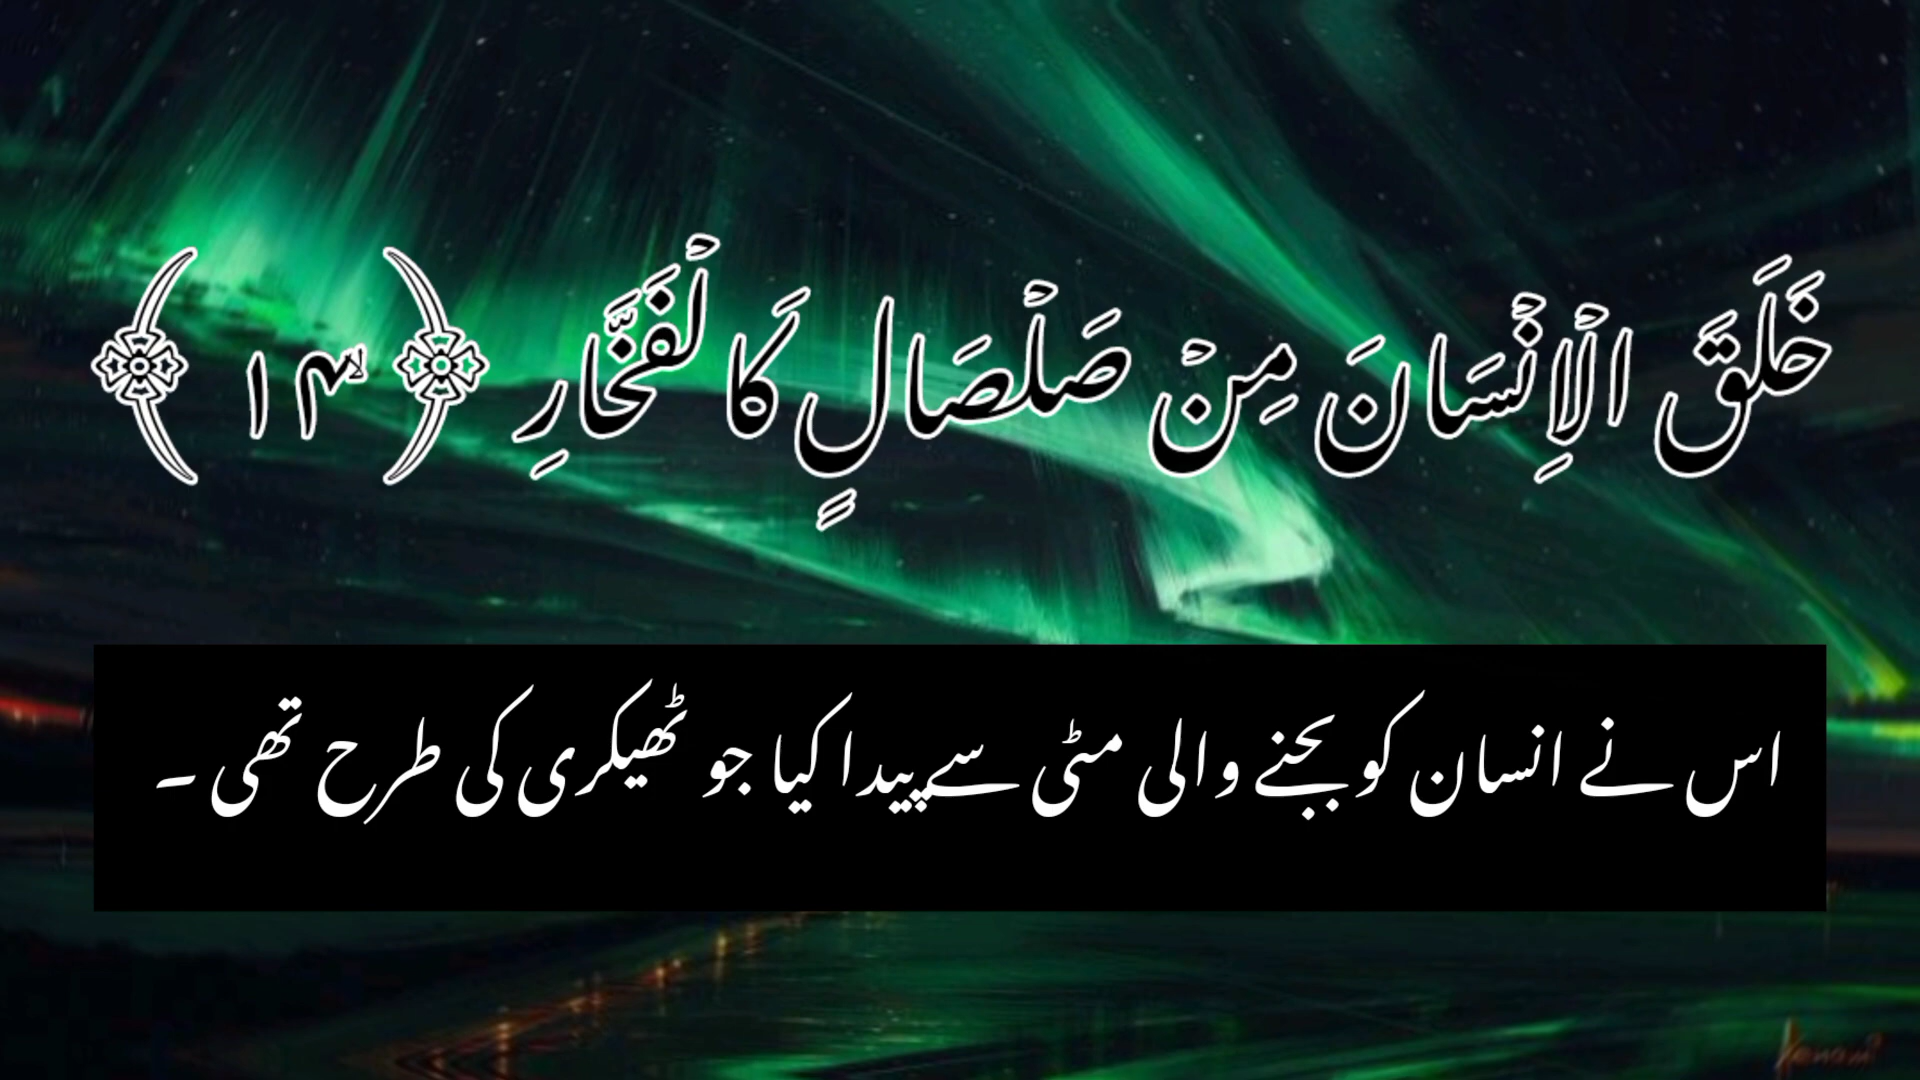 خَلَقَ الۡاِنۡسَانَ مِنۡ صَلۡصَالٍ كَالۡفَخَّارِ ﴿ۙ۱۴﴾
اس نے انسان کو بجنے والی مٹی سے پیدا کیا جو ٹھیکری کی طرح تھی ۔